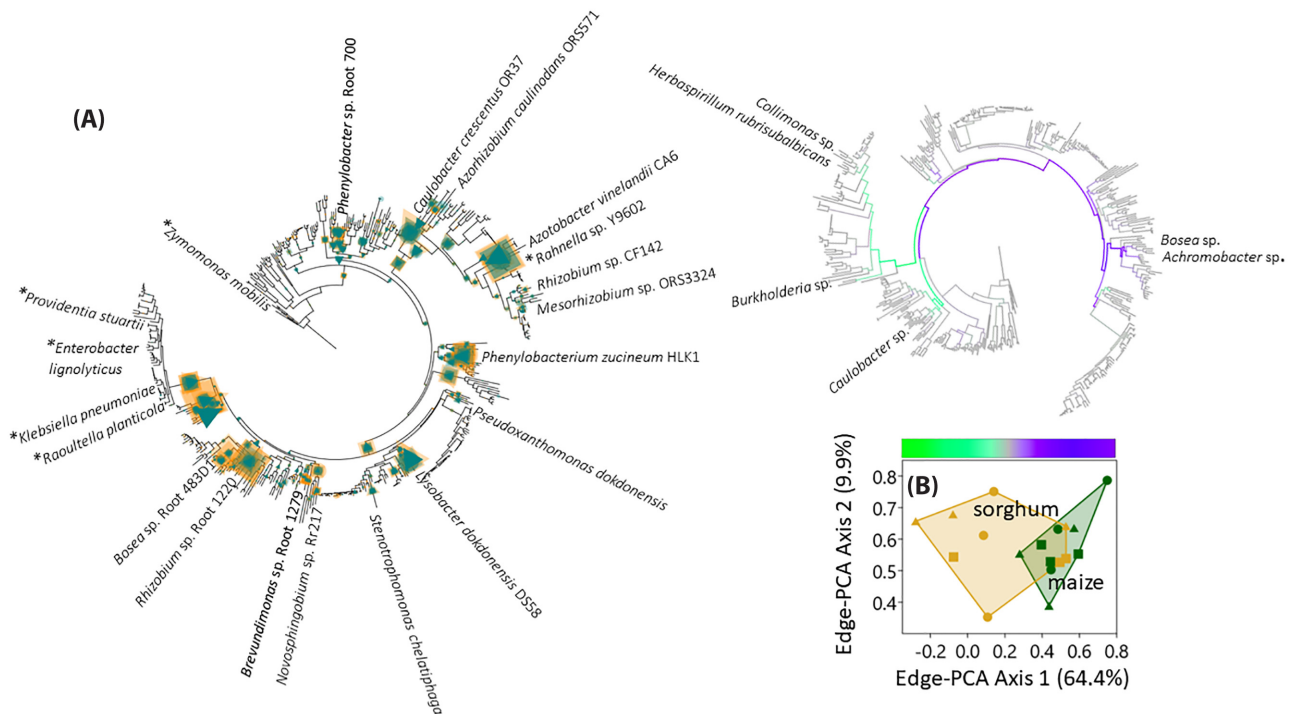 (A)
Phenylobacter sp. Root 700
Caulobacter crescentus OR37
Azorhizobium caulinodans ORS571
Azotobacter vinelandii CA6
*Rahnella sp. Y9602
Rhizobium sp. CF142
Mesorhizobium sp. ORS3324
Phenylobacterium zucineum HLK1
Pseudoxanthomonas dokdonensis
Lysobacter dokdonensis DS58
Stenotrophomonas chelatiphaga
Novosphingobium sp. Rr217
Brevundimonas sp. Root 1279
Rhizobium sp. Root 1220
Bosea sp. Root 483D
*Raoultella planticola
*Klebsiella pneumoniae
*Enterobacter
lignolyticus
*Providentia stuartii
*Zymomonas mobilis
Herbaspirillum rubrisubalbicans
Collimonas sp.
Burkholderia sp.
Caulobacter sp.
Bosea sp.
Achromobacter sp.
(B)
sorghum
maize
Edge-PCA Axis 2 (9.9%)
0.8
0.7
0.6
0.5
0.4
-0.2 0.0 0.2 0.4 0.6 0.8
Edge-PCA Axis 1 (64.4%)